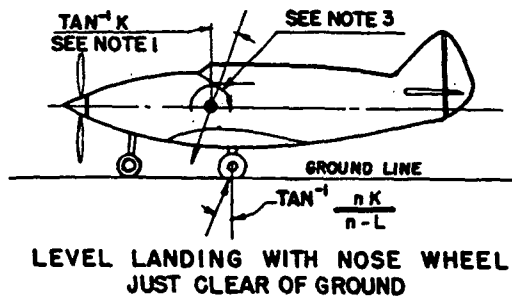 TAN⁻¹ K
SEE NOTE 1
SEE NOTE 3
GROUND LINE
TAN⁻¹ nK
n-L
LEVEL LANDING WITH NOSE WHEEL
JUST CLEAR OF GROUND